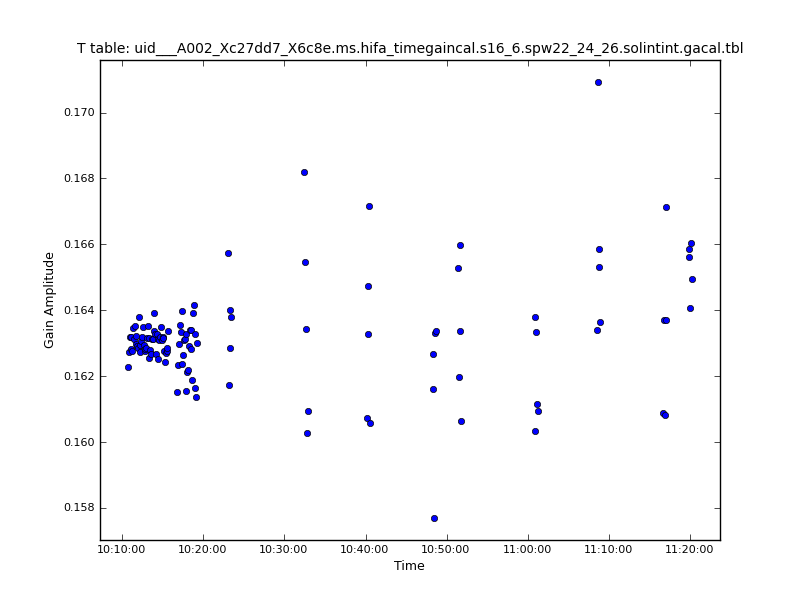 T table: uid___A002_Xc27dd7_X6c8e.ms.hifa_timegaincal.s16_6.spw22_24_26.solintint.gacal.tbl
0.170
0.168
0.166
0.164
0.162
0.160
0.158
Gain Amplitude
10:10:00 10:20:00 10:30:00 10:40:00 10:50:00 11:00:00 11:10:00 11:20:00
Time